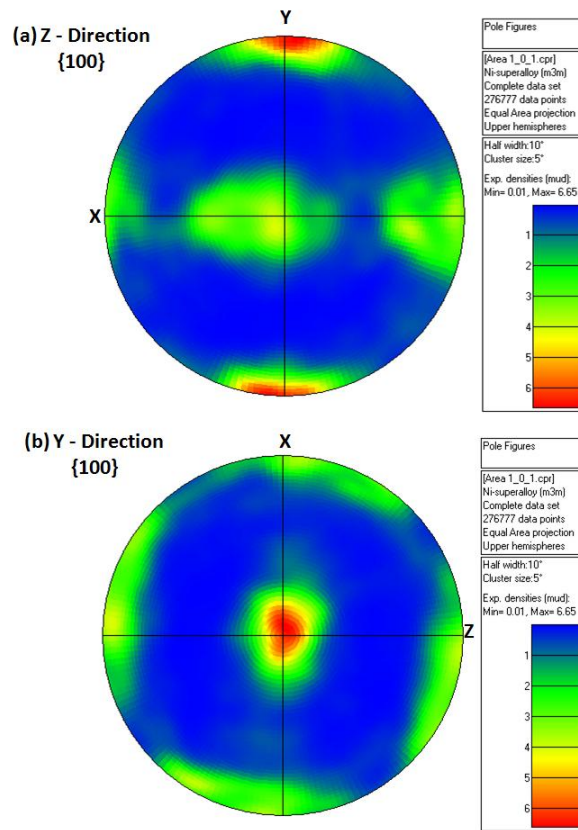 (a) Z - Direction
{100}
Y
X
Pole Figures
[Area 1_0_1.cpr]
Ni-superalloy (m3m)
Complete data set
276777 data points
Equal Area projection
Upper hemispheres
Half width:10°
Cluster size:5°
Exp. densities (mud):
Min= 0.01, Max= 6.65
1
2
3
4
5
6
(b) Y - Direction
{100}
X
Z
Pole Figures
[Area 1_0_1.cpr]
Ni-superalloy (m3m)
Complete data set
276777 data points
Equal Area projection
Upper hemispheres
Half width:10°
Cluster size:5°
Exp. densities (mud):
Min= 0.01, Max= 6.65
1
2
3
4
5
6